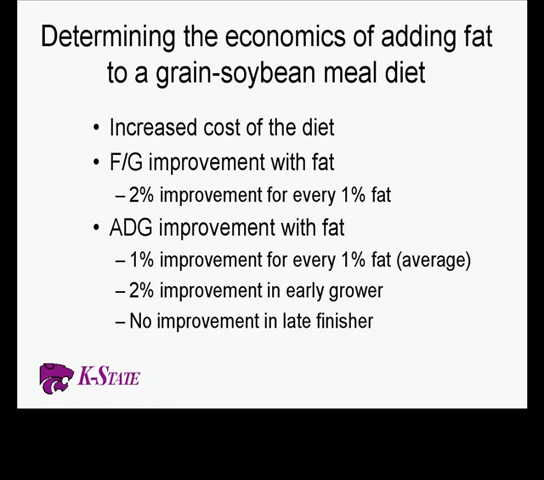 Determining the economics of adding fat
to a grain-soybean meal diet
• Increased cost of the diet
• F/G improvement with fat
– 2% improvement for every 1% fat
• ADG improvement with fat
– 1% improvement for every 1% fat (average)
– 2% improvement in early grower
– No improvement in late finisher
K-STATE